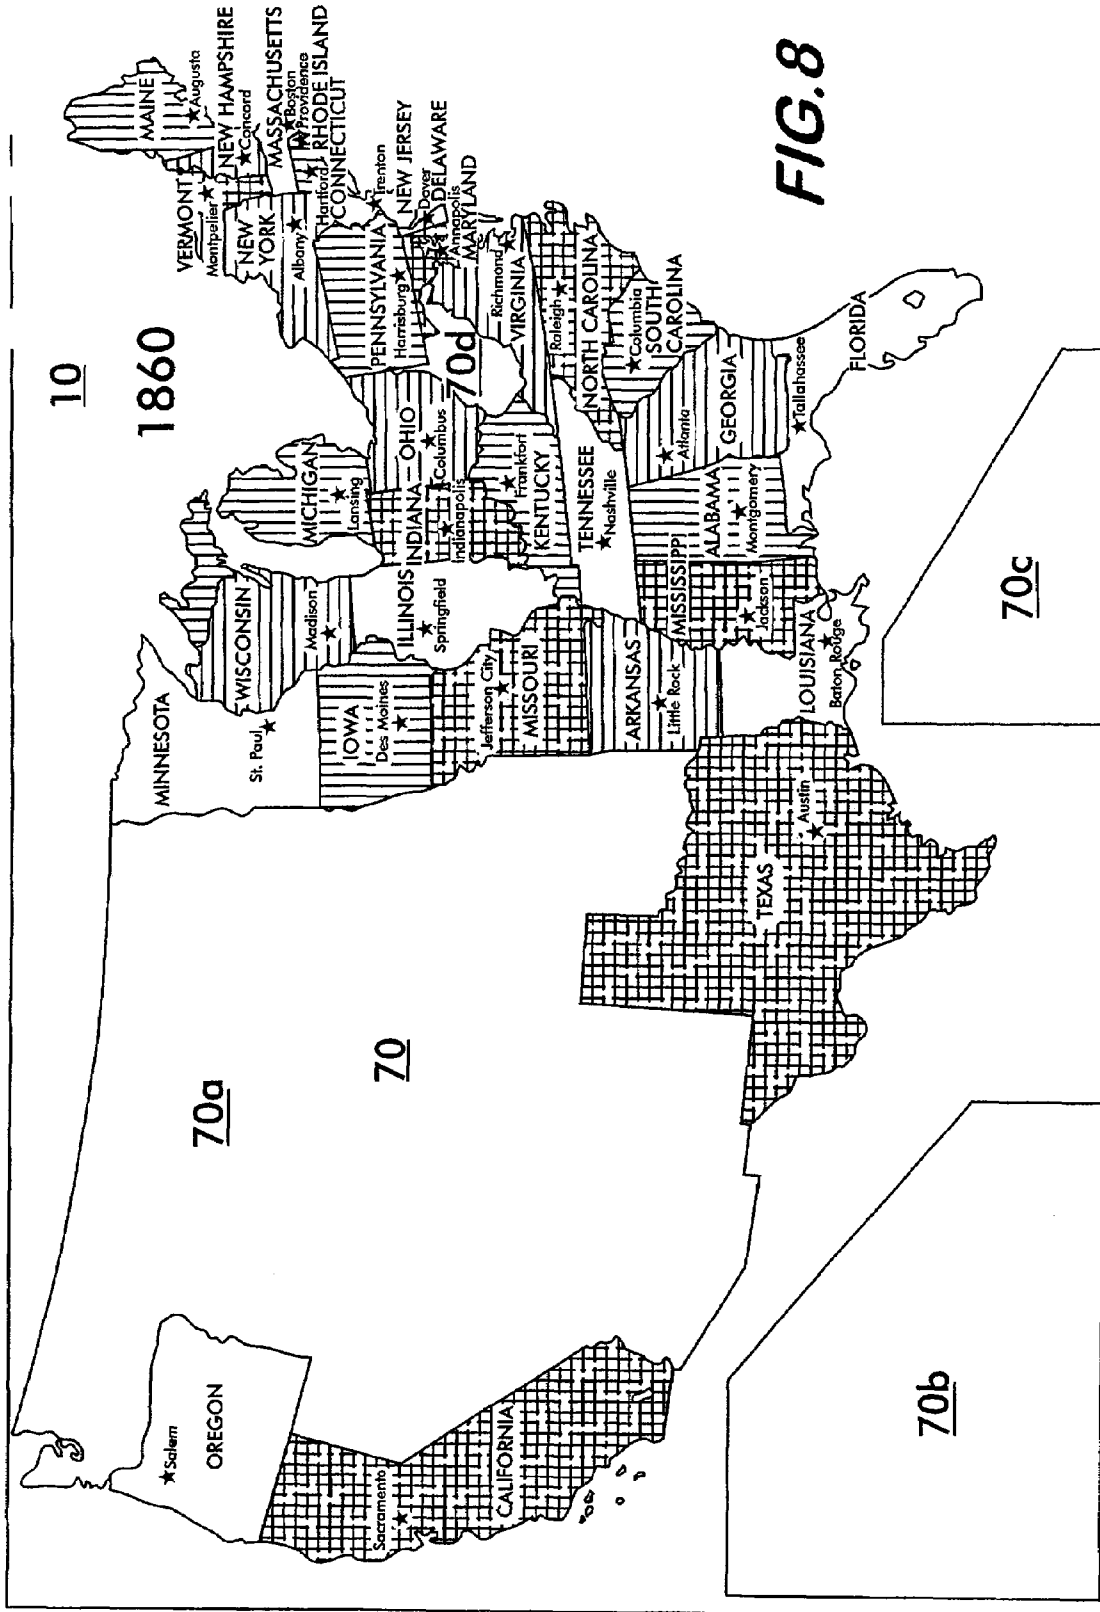 10
1860
FIG.8
70a
70
70b
70c
70d
OREGON
Salem
CALIFORNIA
Sacramento
TEXAS
Austin
MINNESOTA
St. Paul
WISCONSIN
Madison
IOWA
Des Moines
MISSOURI
Jefferson City
ARKANSAS
Little Rock
LOUISIANA
Baton Rouge
ILLINOIS
Springfield
MISSISSIPPI
Jackson
MICHIGAN
Lansing
INDIANA
Indianapolis
OHIO
Columbus
KENTUCKY
Frankfort
TENNESSEE
Nashville
ALABAMA
Montgomery
GEORGIA
Atlanta
FLORIDA
Tallahassee
SOUTH
CAROLINA
Columbia
NORTH CAROLINA
Raleigh
VIRGINIA
Richmond
PENNSYLVANIA
Harrisburg
MARYLAND
Annapolis
DELAWARE
Dover
NEW JERSEY
Trenton
NEW
YORK
Albany
CONNECTICUT
Hartford
RHODE ISLAND
Providence
MASSACHUSETTS
Boston
NEW HAMPSHIRE
Concord
VERMONT
Montpelier
MAINE
Augusta